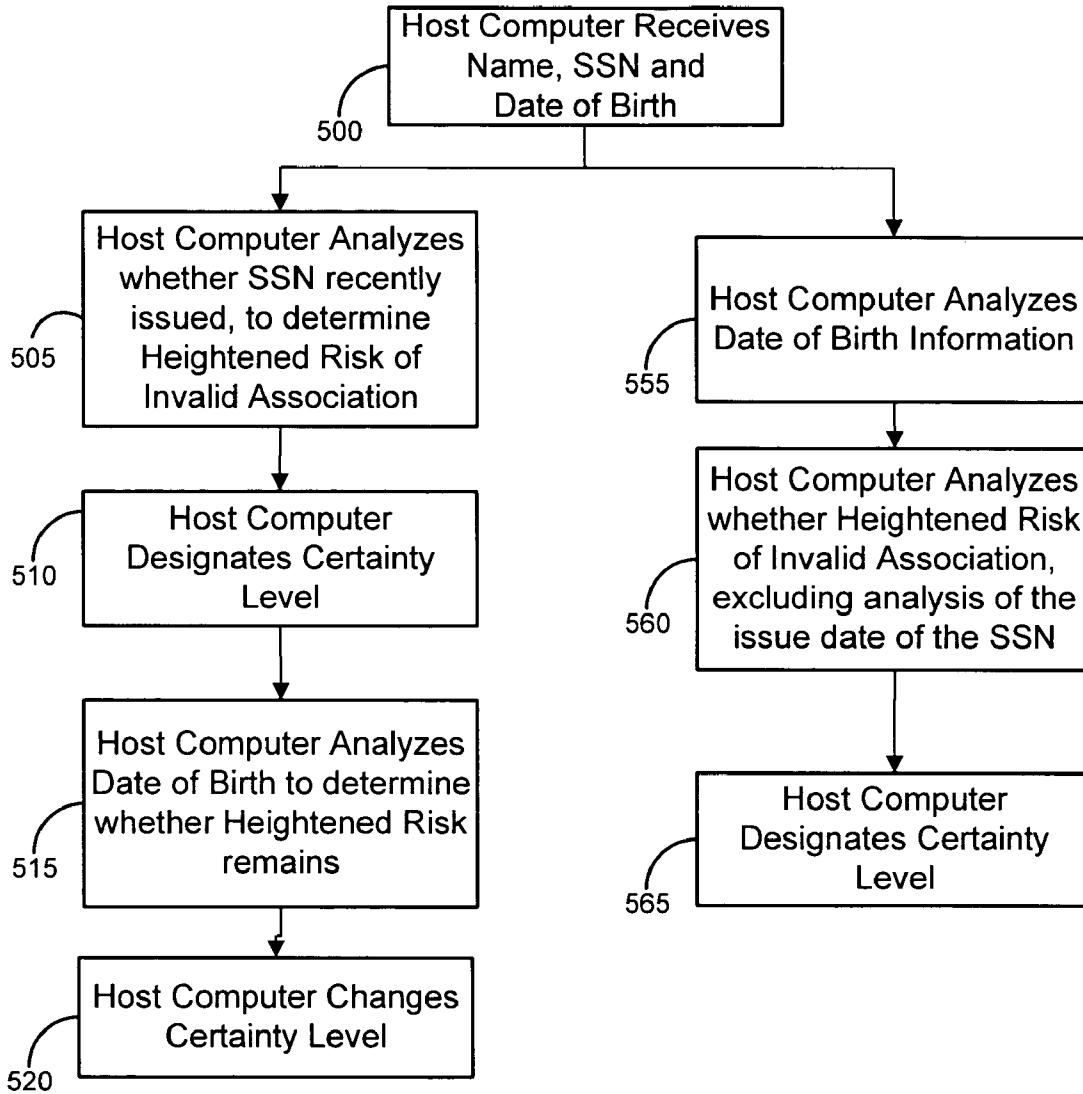 Host Computer Receives
Name, SSN and
Date of Birth
500
Host Computer Analyzes
whether SSN recently
issued, to determine
Heightened Risk of
Invalid Association
505
Host Computer
Designates Certainty
Level
510
Host Computer Analyzes
Date of Birth to determine
whether Heightened Risk
remains
515
Host Computer Changes
Certainty Level
520
Host Computer Analyzes
Date of Birth Information
555
Host Computer Analyzes
whether Heightened Risk
of Invalid Association,
excluding analysis of the
issue date of the SSN
560
Host Computer
Designates Certainty
Level
565